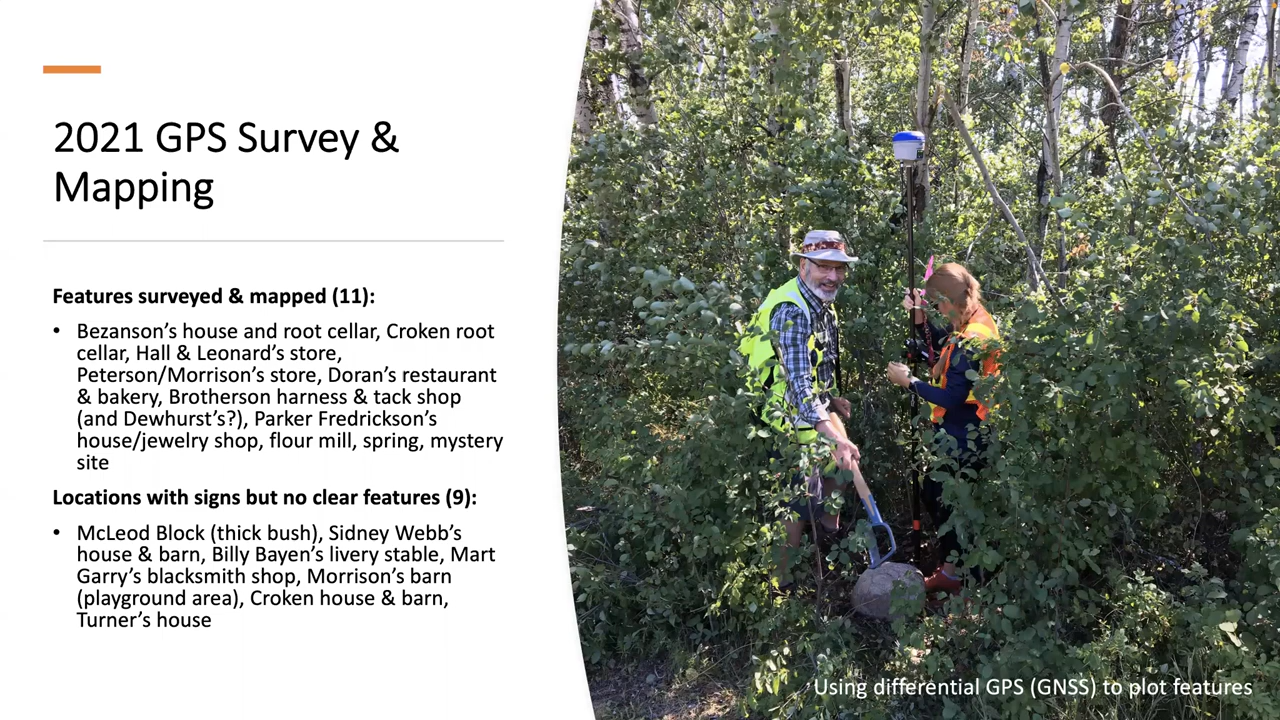 2021 GPS Survey &
Mapping
Features surveyed & mapped (11):
• Bezanson’s house and root cellar, Croken root
cellar, Hall & Leonard’s store,
Peterson/Morrison’s store, Doran’s restaurant
& bakery, Brotherson harness & tack shop
(and Dewhurst’s?), Parker Fredrickson’s
house/jewelry shop, flour mill, spring, mystery
site
Locations with signs but no clear features (9):
• McLeod Block (thick bush), Sidney Webb’s
house & barn, Billy Bayen’s livery stable, Mart
Garry’s blacksmith shop, Morrison’s barn
(playground area), Croken house & barn,
Turner’s house
Using differential GPS (GNSS) to plot features